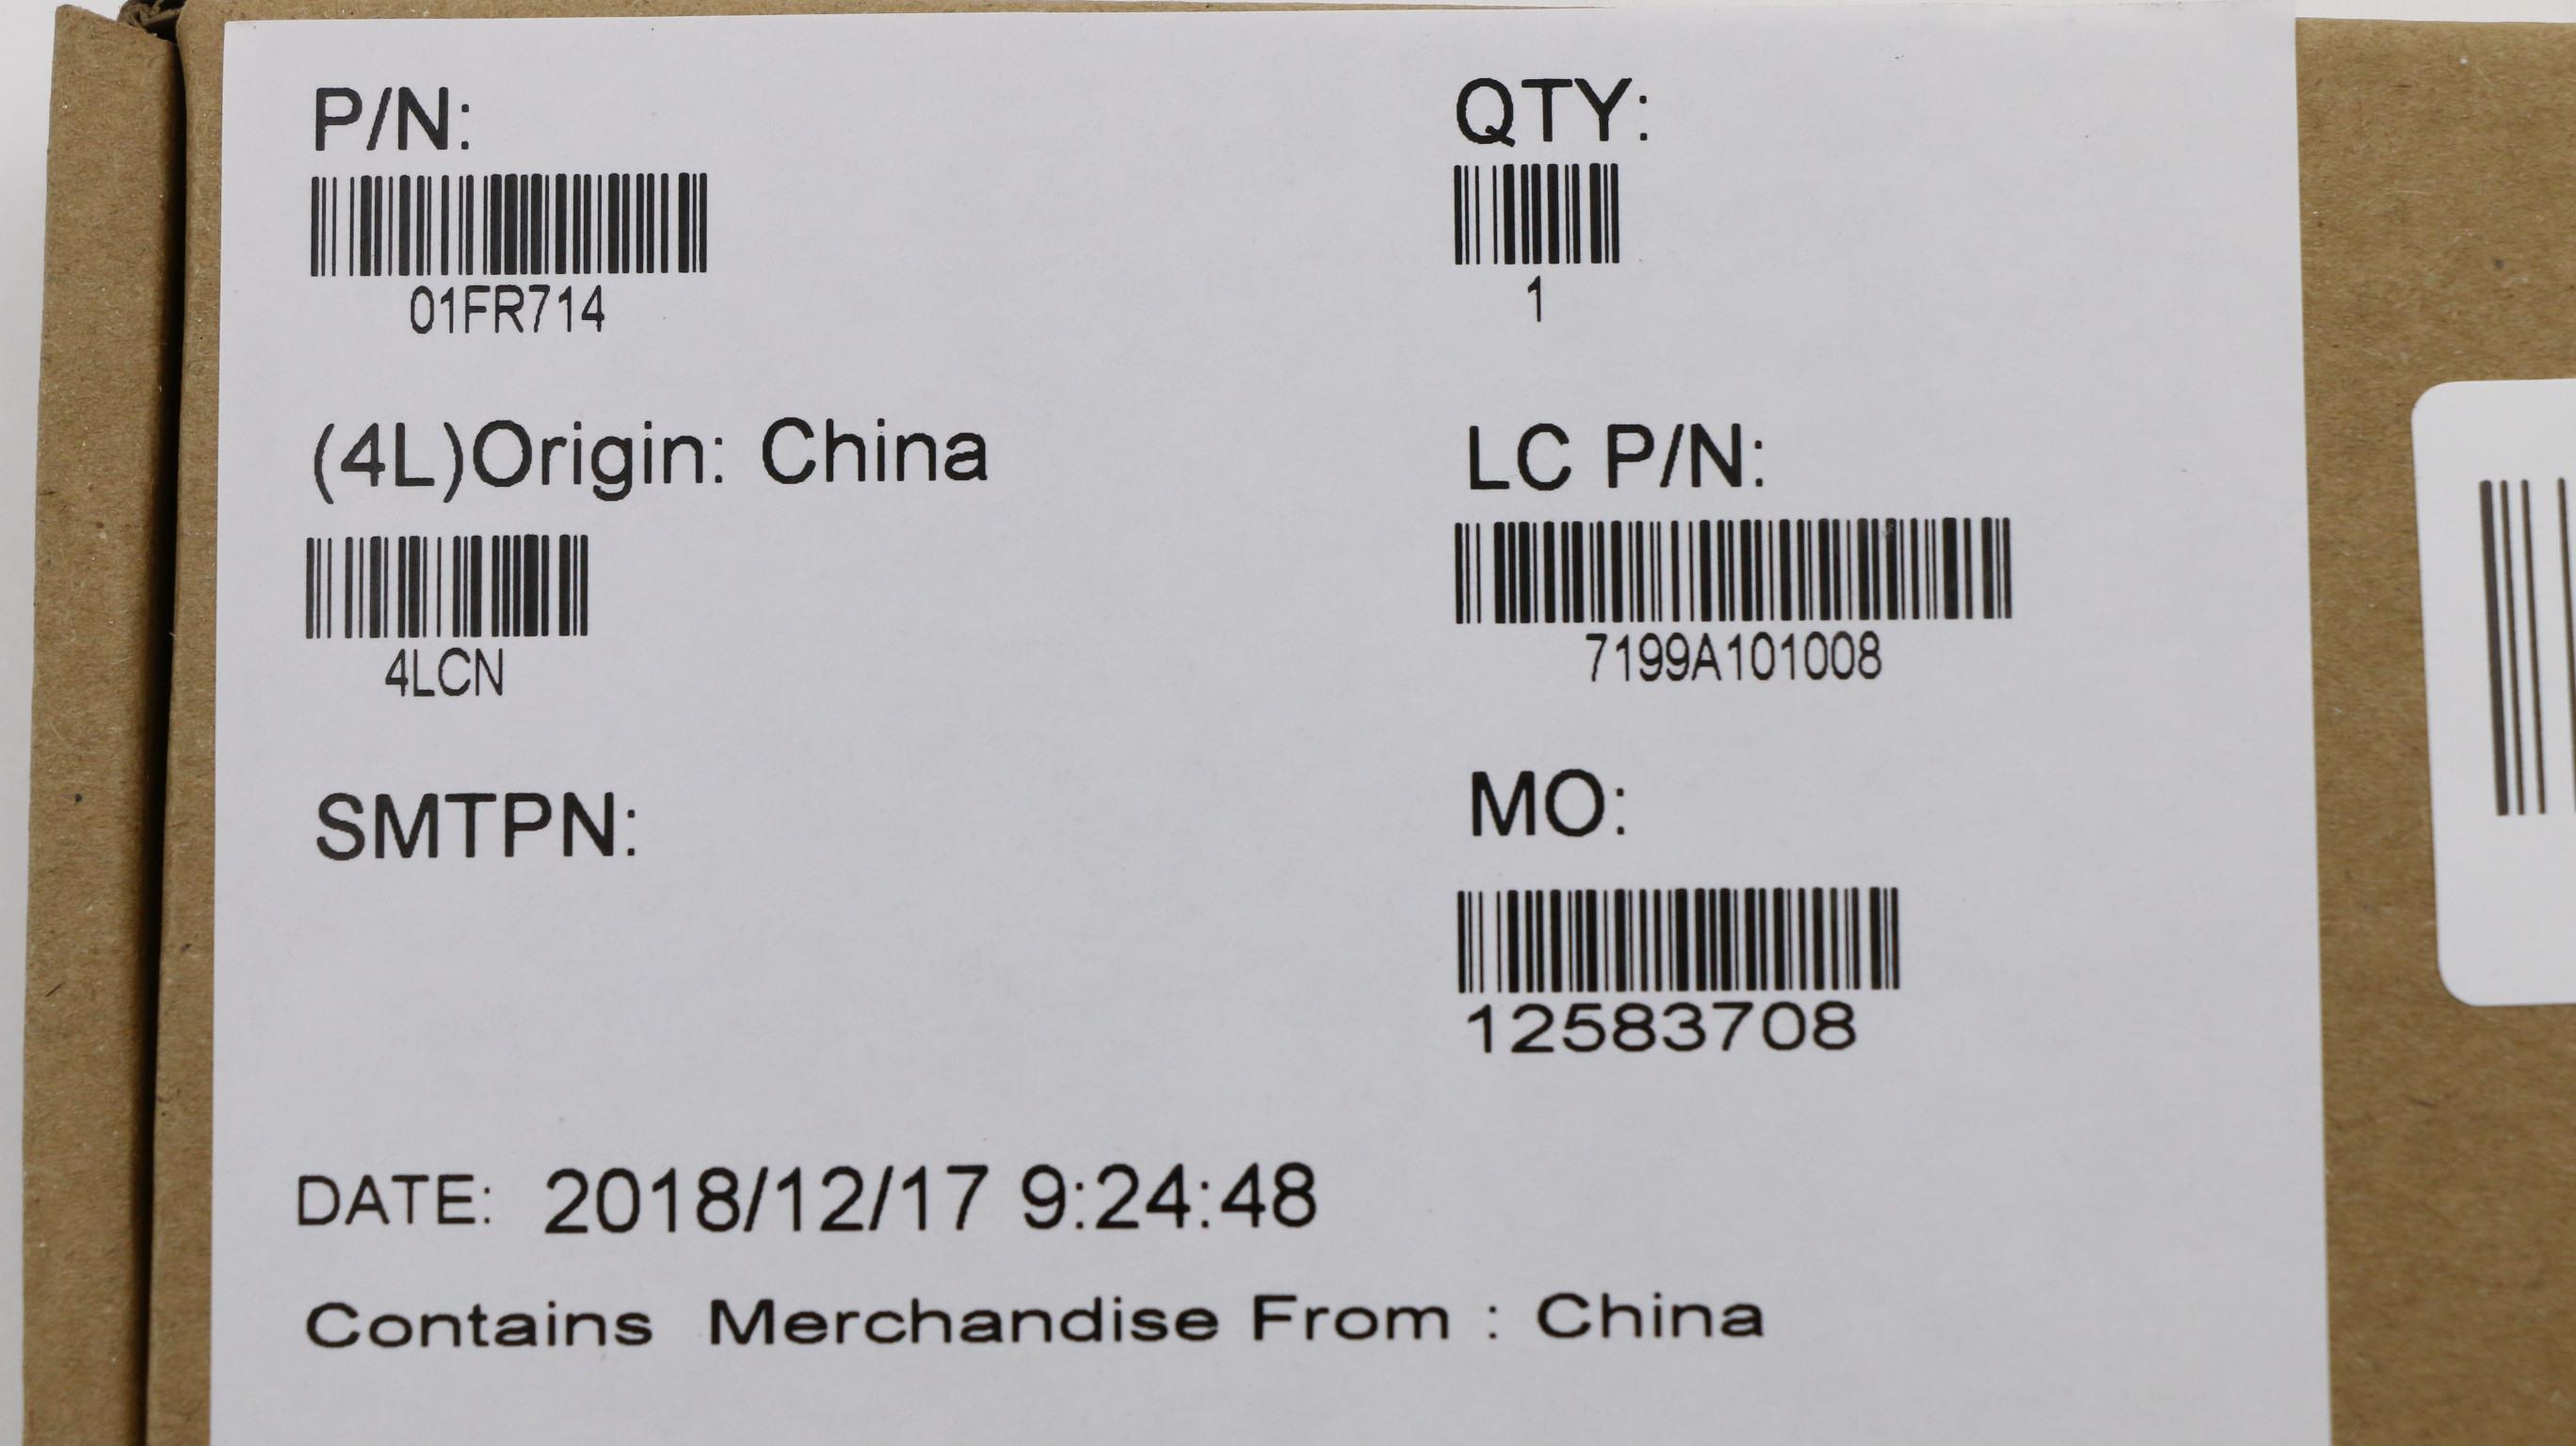 P/N:
01FR714
QTY:
1
(4L)Origin: China
4LCN
LC P/N:
7199A101008
SMTPN:
MO:
12583708
DATE: 2018/12/17 9:24:48
Contains Merchandise From : China